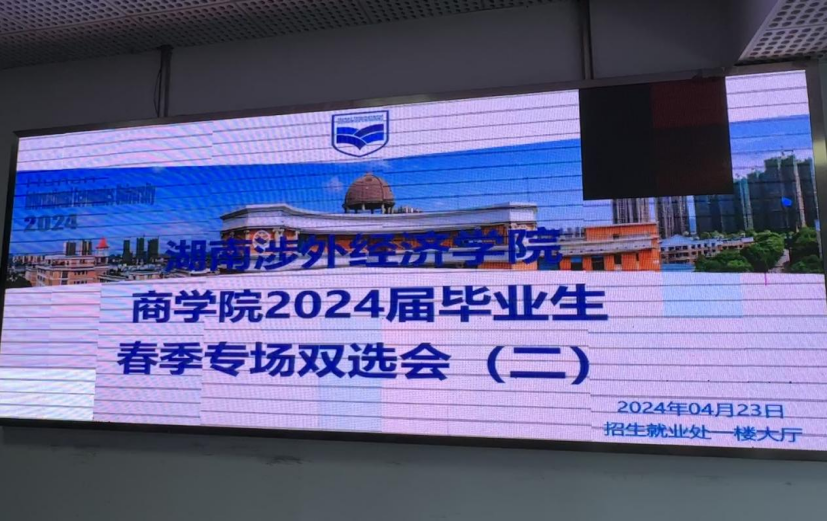 2024
湖南涉外经济学院
商学院2024届毕业生
春季专场双选会（二）
2024年04月23日
招生就业处一楼大厅